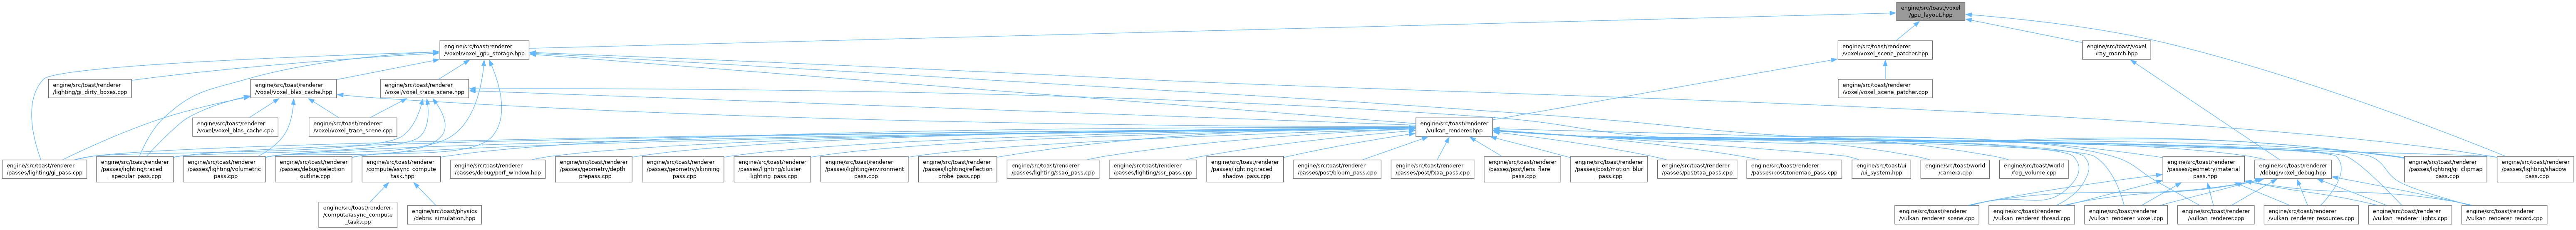 engine/src/toast/voxel
/gpu_layout.hpp
engine/src/toast/renderer
/voxel/voxel_gpu_storage.hpp
engine/src/toast/renderer
/voxel/voxel_scene_patcher.hpp
engine/src/toast/voxel
/ray_march.hpp
engine/src/toast/renderer
/lighting/gi_dirty_boxes.cpp
engine/src/toast/renderer
/voxel/voxel_blas_cache.hpp
engine/src/toast/renderer
/voxel/voxel_trace_scene.hpp
engine/src/toast/renderer
/voxel/voxel_scene_patcher.cpp
engine/src/toast/renderer
/voxel/voxel_blas_cache.cpp
engine/src/toast/renderer
/voxel/voxel_trace_scene.cpp
engine/src/toast/renderer
/vulkan_renderer.hpp
engine/src/toast/renderer
/passes/lighting/gi_pass.cpp
engine/src/toast/renderer
/passes/lighting/traced
_specular_pass.cpp
engine/src/toast/renderer
/passes/lighting/volumetric
_pass.cpp
engine/src/toast/renderer
/passes/debug/selection
_outline.cpp
engine/src/toast/renderer
/compute/async_compute
_task.hpp
engine/src/toast/renderer
/passes/debug/perf_window.hpp
engine/src/toast/renderer
/passes/geometry/depth
_prepass.cpp
engine/src/toast/renderer
/passes/geometry/skinning
_pass.cpp
engine/src/toast/renderer
/passes/lighting/cluster
_lighting_pass.cpp
engine/src/toast/renderer
/passes/lighting/environment
_pass.cpp
engine/src/toast/renderer
/passes/lighting/reflection
_probe_pass.cpp
engine/src/toast/renderer
/passes/lighting/ssao_pass.cpp
engine/src/toast/renderer
/passes/lighting/ssr_pass.cpp
engine/src/toast/renderer
/passes/lighting/traced
_shadow_pass.cpp
engine/src/toast/renderer
/passes/post/bloom_pass.cpp
engine/src/toast/renderer
/passes/post/fxaa_pass.cpp
engine/src/toast/renderer
/passes/post/lens_flare
_pass.cpp
engine/src/toast/renderer
/passes/post/motion_blur
_pass.cpp
engine/src/toast/renderer
/passes/post/taa_pass.cpp
engine/src/toast/renderer
/passes/post/tonemap_pass.cpp
engine/src/toast/ui
/ui_system.hpp
engine/src/toast/world
/camera.cpp
engine/src/toast/world
/fog_volume.cpp
engine/src/toast/renderer
/passes/geometry/material
_pass.hpp
engine/src/toast/renderer
/debug/voxel_debug.hpp
engine/src/toast/renderer
/passes/lighting/gi_clipmap
_pass.cpp
engine/src/toast/renderer
/passes/lighting/shadow
_pass.cpp
engine/src/toast/renderer
/compute/async_compute
_task.cpp
engine/src/toast/physics
/debris_simulation.hpp
engine/src/toast/renderer
/vulkan_renderer_scene.cpp
engine/src/toast/renderer
/vulkan_renderer_thread.cpp
engine/src/toast/renderer
/vulkan_renderer_voxel.cpp
engine/src/toast/renderer
/vulkan_renderer.cpp
engine/src/toast/renderer
/vulkan_renderer_resources.cpp
engine/src/toast/renderer
/vulkan_renderer_lights.cpp
engine/src/toast/renderer
/vulkan_renderer_record.cpp